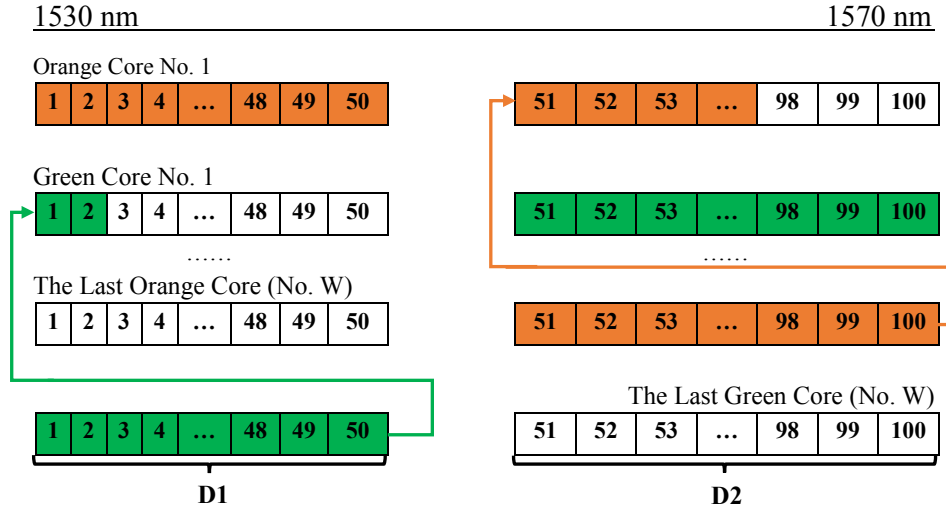 1530 nm 1570 nm
Orange Core No. 1
1 2 3 4 … 48 49 50 51 52 53 … 98 99 100
Green Core No. 1
1 2 3 4 … 48 49 50 51 52 53 … 98 99 100
…… ……
The Last Orange Core (No. W)
1 2 3 4 … 48 49 50 51 52 53 … 98 99 100
The Last Green Core (No. W)
1 2 3 4 … 48 49 50 51 52 53 … 98 99 100
D1 D2